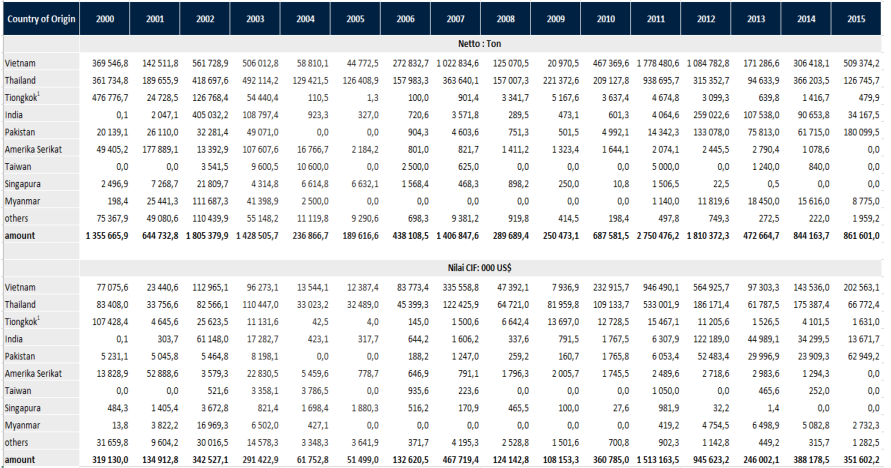 Country of Origin 2000 2001 2002 2003 2004 2005 2006 2007 2008 2009 2010 2011 2012 2013 2014 2015
Netto : Ton
Vietnam 369 546,8 142 511,8 561 728,9 506 012,8 58 810,1 44 772,5 272 832,7 1 022 834,6 125 070,5 20 970,5 467 369,6 1 778 480,6 1 084 782,8 171 286,6 306 418,1 509 374,2
Thailand 361 734,8 189 655,9 418 697,6 492 114,2 129 421,5 126 408,9 157 983,3 363 640,1 157 007,3 221 372,6 209 127,8 938 695,7 315 352,7 94 633,9 366 203,5 126 745,7
Tiongkok¹ 476 776,7 24 728,5 126 768,4 54 440,4 110,5 1,3 100,0 901,4 3 341,7 5 167,6 3 637,4 4 674,8 3 099,3 639,8 1 416,7 479,9
India 0,1 2 047,1 405 032,2 108 797,4 923,3 327,0 720,6 3 571,8 289,5 473,1 601,3 4 064,6 259 022,6 107 538,0 90 653,8 34 167,5
Pakistan 20 139,1 26 110,0 32 281,4 49 071,0 0,0 0,0 904,3 4 603,6 751,3 501,5 4 992,1 14 342,3 133 078,0 75 813,0 61 715,0 180 099,5
Amerika Serikat 49 405,2 177 889,1 13 392,9 107 607,6 16 766,7 2 184,2 801,0 821,7 1 411,2 1 323,4 1 644,1 2 074,1 2 445,5 2 790,4 1 078,6 0,0
Taiwan 0,0 0,0 3 541,5 9 600,5 10 600,0 0,0 2 500,0 625,0 0,0 0,0 0,0 5 000,0 0,0 1 240,0 840,0 0,0
Singapura 2 496,9 7 268,7 21 809,7 4 314,8 6 614,8 6 632,1 1 568,4 468,3 898,2 250,0 10,8 1 506,5 22,5 0,5 0,0 0,0
Myanmar 198,4 25 441,3 111 687,3 41 398,9 2 500,0 0,0 0,0 0,0 0,0 0,0 0,0 1 140,0 11 819,6 18 450,0 15 616,0 8 775,0
others 75 367,9 49 080,6 110 439,9 55 148,2 11 119,8 9 290,6 698,3 9 381,2 919,8 414,5 198,4 497,8 749,3 272,5 222,0 1 959,2
amount 1 355 665,9 644 732,8 1 805 379,9 1 428 505,7 236 866,7 189 616,6 438 108,5 1 406 847,6 289 689,4 250 473,1 687 581,5 2 750 476,2 1 810 372,3 472 664,7 844 163,7 861 601,0
Nilai CIF: 000 US$
Vietnam 77 075,6 23 440,6 112 965,1 96 273,1 13 544,1 12 387,4 83 773,4 335 558,8 47 392,1 7 936,9 232 915,7 946 490,1 564 925,7 97 303,3 143 536,0 202 563,1
Thailand 83 408,0 33 756,6 82 566,1 110 447,0 33 023,2 32 489,0 45 399,3 122 425,9 64 721,0 81 959,8 109 133,7 533 001,9 186 171,4 61 787,5 175 387,4 66 772,4
Tiongkok¹ 107 428,4 4 645,6 25 623,5 11 131,6 42,5 4,0 145,0 1 500,6 6 642,4 13 697,0 12 728,5 15 467,1 11 205,6 1 526,5 4 101,5 1 631,0
India 0,1 303,7 61 148,0 17 282,7 423,1 317,7 644,2 1 606,2 337,6 791,5 1 767,5 6 307,9 122 189,0 44 989,1 34 299,5 13 671,7
Pakistan 5 231,1 5 045,8 5 464,8 8 198,1 0,0 0,0 188,2 1 247,0 259,2 160,7 1 765,8 6 053,4 52 483,4 29 996,9 23 909,3 62 949,2
Amerika Serikat 13 828,9 52 888,6 3 579,3 22 830,5 5 459,6 778,7 646,9 791,1 1 796,3 2 005,7 1 745,5 2 489,6 2 718,6 2 983,6 1 294,3 0,0
Taiwan 0,0 0,0 521,6 3 358,1 3 786,5 0,0 935,6 223,6 0,0 0,0 0,0 1 050,0 0,0 465,6 252,0 0,0
Singapura 484,3 1 405,4 3 672,8 821,4 1 698,4 1 880,3 516,2 170,9 465,5 100,0 27,6 981,9 32,2 1,4 0,0 0,0
Myanmar 13,8 3 822,2 16 969,3 6 502,0 427,1 0,0 0,0 0,0 0,0 0,0 0,0 419,2 4 754,5 6 498,9 5 082,8 2 732,3
others 31 659,8 9 604,2 30 016,5 14 578,3 3 348,3 3 641,9 371,7 4 195,3 2 528,8 1 501,6 700,8 902,3 1 142,8 449,2 315,7 1 282,5
amount 319 130,0 134 912,8 342 527,1 291 422,9 61 752,8 51 499,0 132 620,5 467 719,4 124 142,8 108 153,3 360 785,0 1 513 163,5 945 623,2 246 002,1 388 178,5 351 602,2